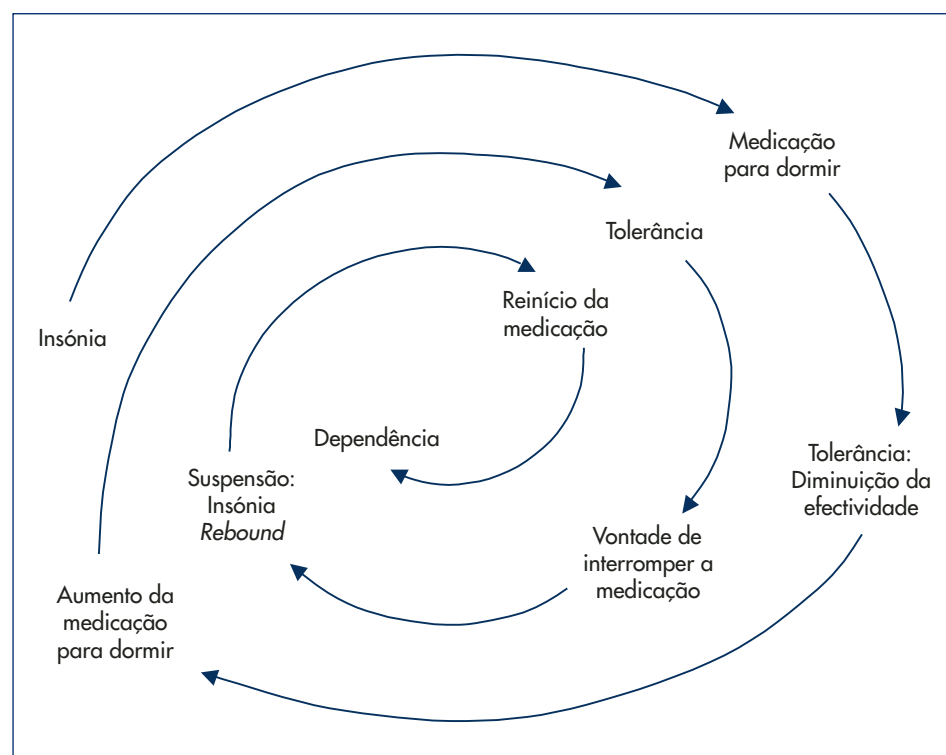 Insónia
Medicação
para dormir
Tolerância:
Diminuição da
efectividade
Aumento da
medicação
para dormir
Tolerância
Vontade de
interromper a
medicação
Suspensão:
Insónia
Rebound
Reinício da
medicação
Dependência